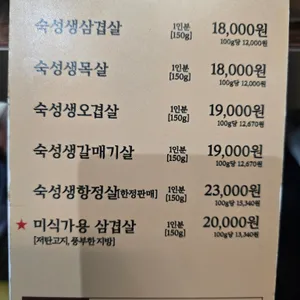 숙성생삼겹살 1인분 [150g] 18,000원
100g당 12,000원
숙성생목살 1인분 [150g] 18,000원
100g당 12,000원
숙성생오겹살 1인분 [150g] 19,000원
100g당 12,670원
숙성생갈매기살 1인분 [150g] 19,000원
100g당 12,670원
숙성생항정살[한정판매] 1인분 [150g] 23,000원
100g당 15,340원
★ 미식가용 삼겹살 1인분 [150g] 20,000원
[저탄고지, 풍부한 지방] 100g당 13,340원